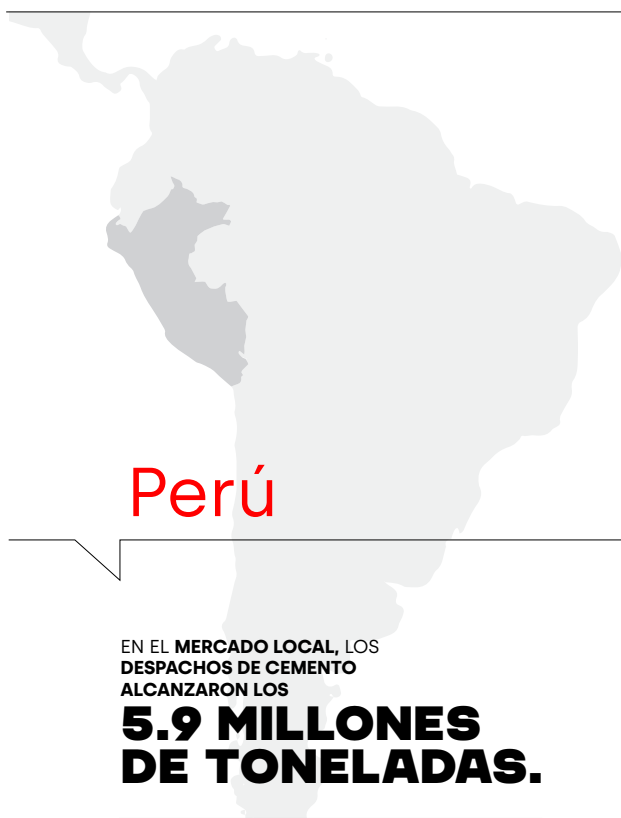 Perú
EN EL MERCADO LOCAL, LOS
DESPACHOS DE CEMENTO
ALCANZARON LOS
5.9 MILLONES
DE TONELADAS.